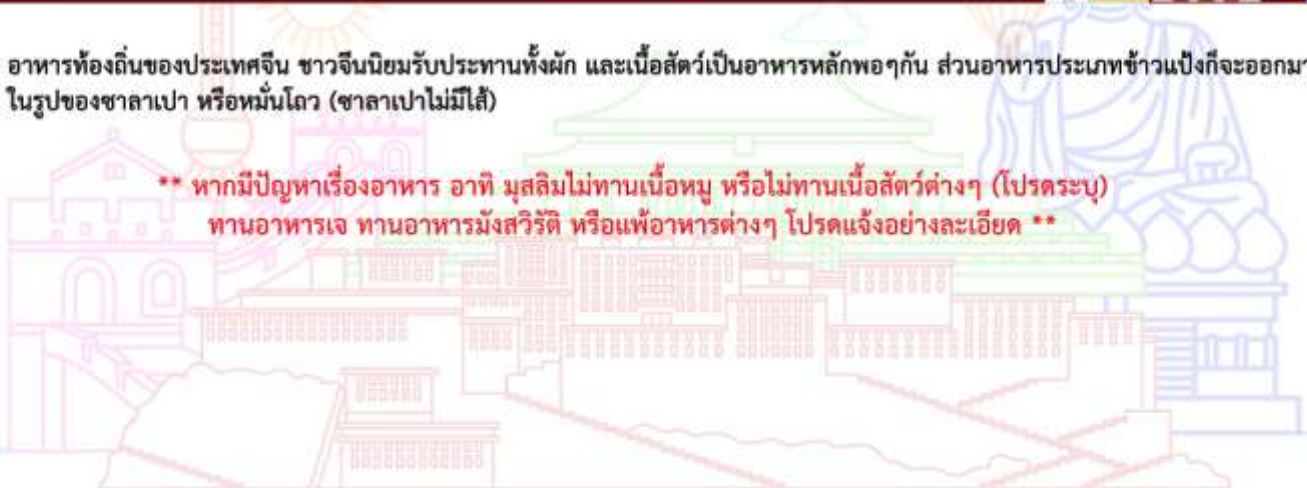 อาหารท้องถิ่นของประเทศจีน ชาวจีนนิยมรับประทานทั้งผัก และเนื้อสัตว์เป็นอาหารหลักพอๆกัน ส่วนอาหารประเภทข้าวแป้งก็จะออกมา
ในรูปของซาลาเปา หรือหมั่นโถว (ซาลาเปาไม่มีไส้)
** หากมีปัญหาเรื่องอาหาร อาทิ มุสลิมไม่ทานเนื้อหมู หรือไม่ทานเนื้อสัตว์ต่างๆ (โปรดระบุ)
ทานอาหารเจ ทานอาหารมังสวิรัติ หรือแพ้อาหารต่างๆ โปรดแจ้งอย่างละเอียด **